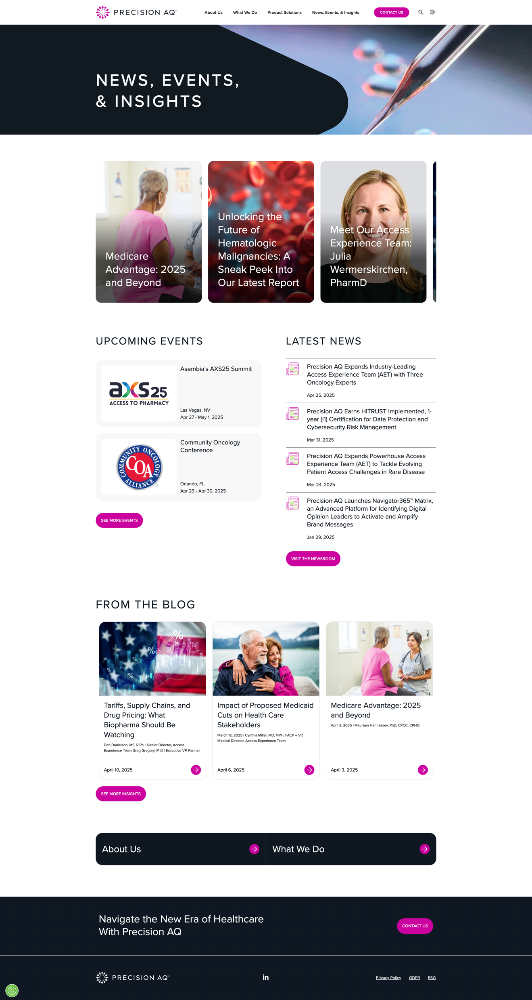 PRECISION AQ™
About Us
What We Do
Product Solutions
News, Events, & Insights
CONTACT US
NEWS, EVENTS,
& INSIGHTS
Medicare
Advantage: 2025
and Beyond
Unlocking the
Future of
Hematologic
Malignancies: A
Sneak Peek Into
Our Latest Report
Meet Our Access
Experience Team:
Julia
Wermerskirchen,
PharmD
UPCOMING EVENTS
axs25
ACCESS TO PHARMACY
Asembia's AXS25 Summit
Las Vegas, NV
Apr 27 - May 1, 2025
COMMUNITY ONCOLOGY
COA
ALLIANCE
®
Community Oncology
Conference
Orlando, FL
Apr 29 - Apr 30, 2025
SEE MORE EVENTS
LATEST NEWS
Precision AQ Expands Industry-Leading
Access Experience Team (AET) with Three
Oncology Experts
Apr 25, 2025
Precision AQ Earns HITRUST Implemented, 1-
year (i1) Certification for Data Protection and
Cybersecurity Risk Management
Mar 31, 2025
Precision AQ Expands Powerhouse Access
Experience Team (AET) to Tackle Evolving
Patient Access Challenges in Rare Disease
Mar 24, 2025
Precision AQ Launches Navigator365™ Matrix,
an Advanced Platform for Identifying Digital
Opinion Leaders to Activate and Amplify
Brand Messages
Jan 29, 2025
VISIT THE NEWSROOM
FROM THE BLOG
%
%
%
%
%
%
Tariffs, Supply Chains, and
Drug Pricing: What
Biopharma Should Be
Watching
Dan Danielson, MS, R.Ph. | Senior Director, Access
Experience Team Greg Gregory, PhD | Executive VP, Partner
April 10, 2025
Impact of Proposed Medicaid
Cuts on Health Care
Stakeholders
March 12, 2025 | Cynthia Miller, MD, MPH, FACP – VP,
Medical Director, Access Experience Team
April 6, 2025
Medicare Advantage: 2025
and Beyond
April 3, 2025 | Maureen Hennessey, PhD, CPCC, CPHQ
April 3, 2025
SEE MORE INSIGHTS
About Us
What We Do
Navigate the New Era of Healthcare
With Precision AQ
CONTACT US
PRECISION AQ™
in
Privacy Policy
GDPR
ESG